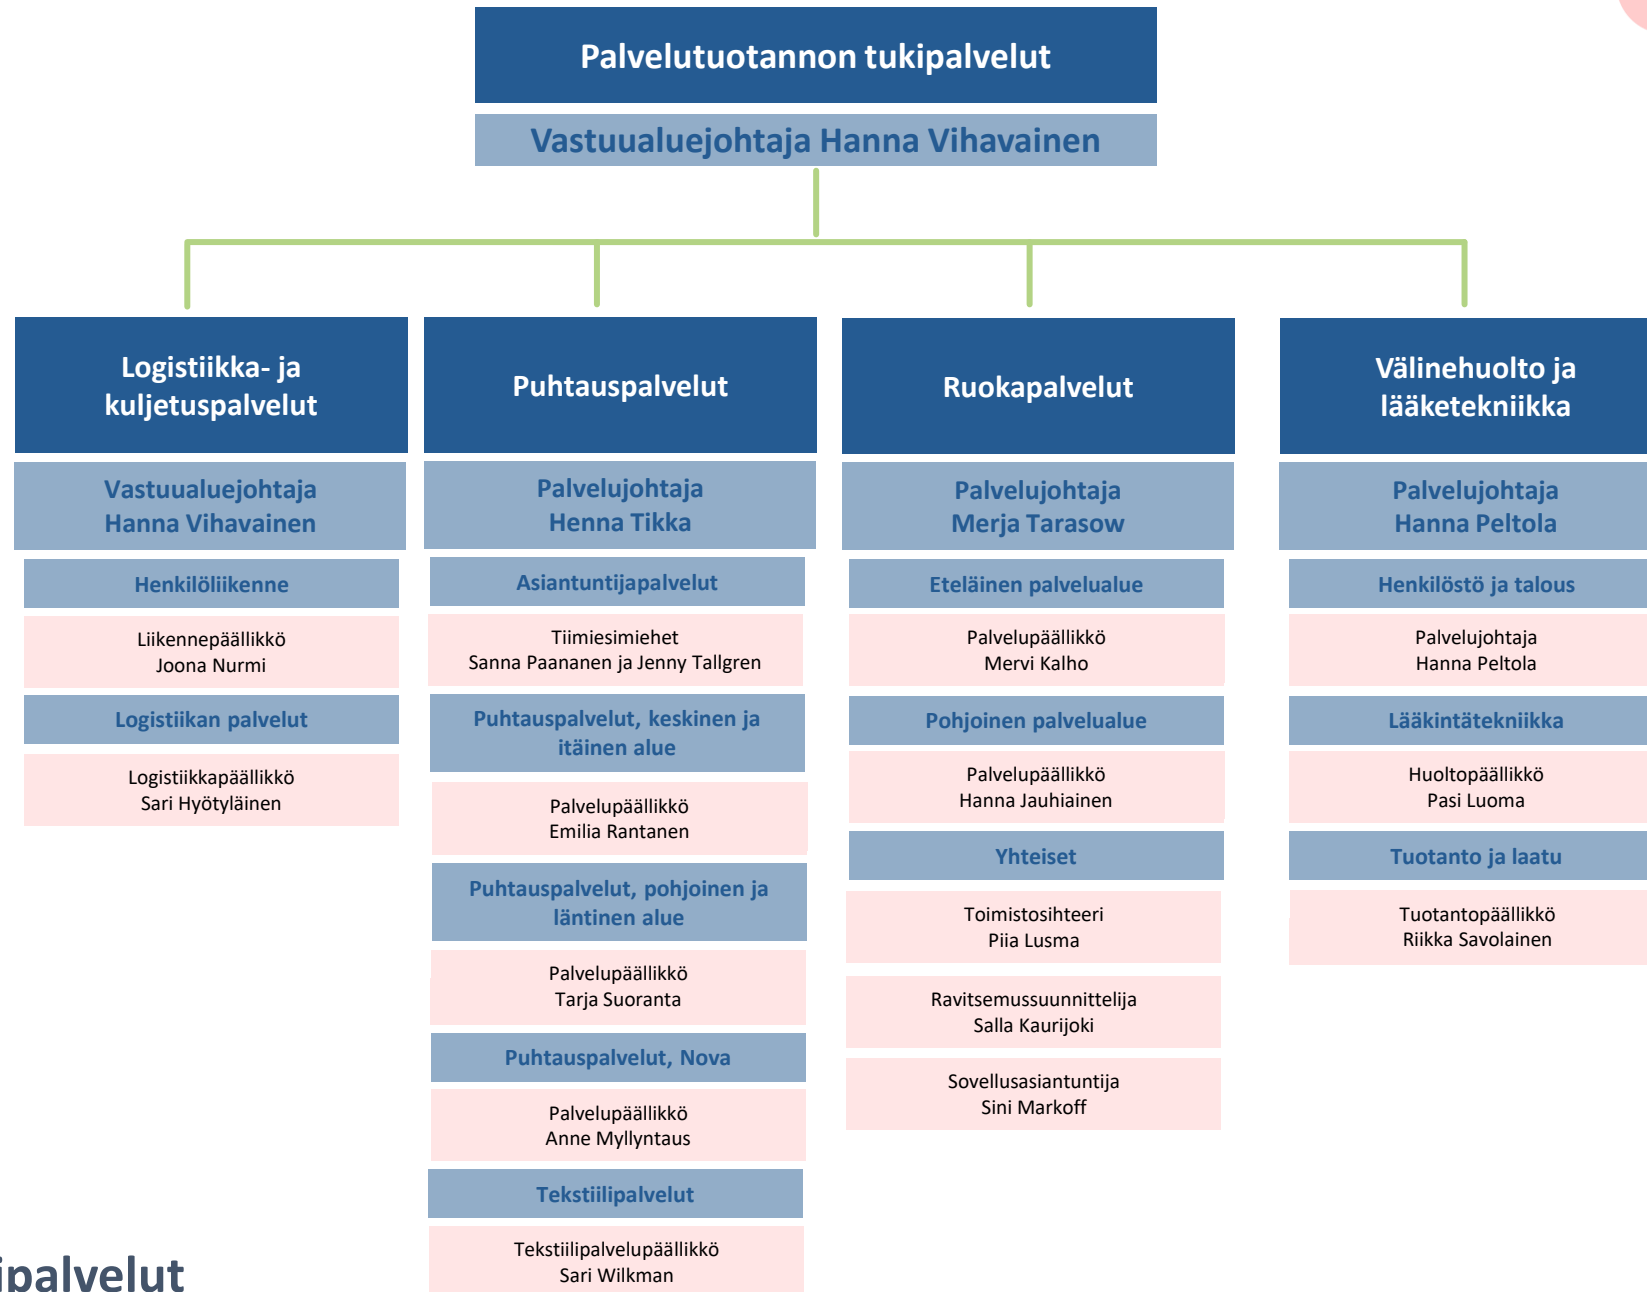 Palvelutuotannon tukipalvelut
Vastuualuejohtaja Hanna Vihavainen
Logistiikka- ja
kuljetuspalvelut
Vastuualuejohtaja
Hanna Vihavainen
Henkilöliikenne
Liikennepäällikkö
Joona Nurmi
Logistiikan palvelut
Logistiikkapäällikkö
Sari Hyötyläinen
Puhtauspalvelut
Palvelujohtaja
Henna Tikka
Asiantuntijapalvelut
Tiimiesimiehet
Sanna Paananen ja Jenny Tallgren
Puhtauspalvelut, keskinen ja
itäinen alue
Palvelupäällikkö
Emilia Rantanen
Puhtauspalvelut, pohjoinen ja
läntinen alue
Palvelupäällikkö
Tarja Suoranta
Puhtauspalvelut, Nova
Palvelupäällikkö
Anne Myllyntaus
Tekstiilipalvelut
Tekstiilipalvelupäällikkö
Sari Wilkman
Ruokapalvelut
Palvelujohtaja
Merja Tarasow
Eteläinen palvelualue
Palvelupäällikkö
Mervi Kalho
Pohjoinen palvelualue
Palvelupäällikkö
Hanna Jauhiainen
Yhteiset
Toimistosihteeri
Piia Lusma
Ravitsemussuunnittelija
Salla Kaurijoki
Sovellusasiantuntija
Sini Markoff
Välinehuolto ja
lääketekniikka
Palvelujohtaja
Hanna Peltola
Henkilöstö ja talous
Palvelujohtaja
Hanna Peltola
Lääkintätekniikka
Huoltopäällikkö
Pasi Luoma
Tuotanto ja laatu
Tuotantopäällikkö
Riikka Savolainen
ipalvelut